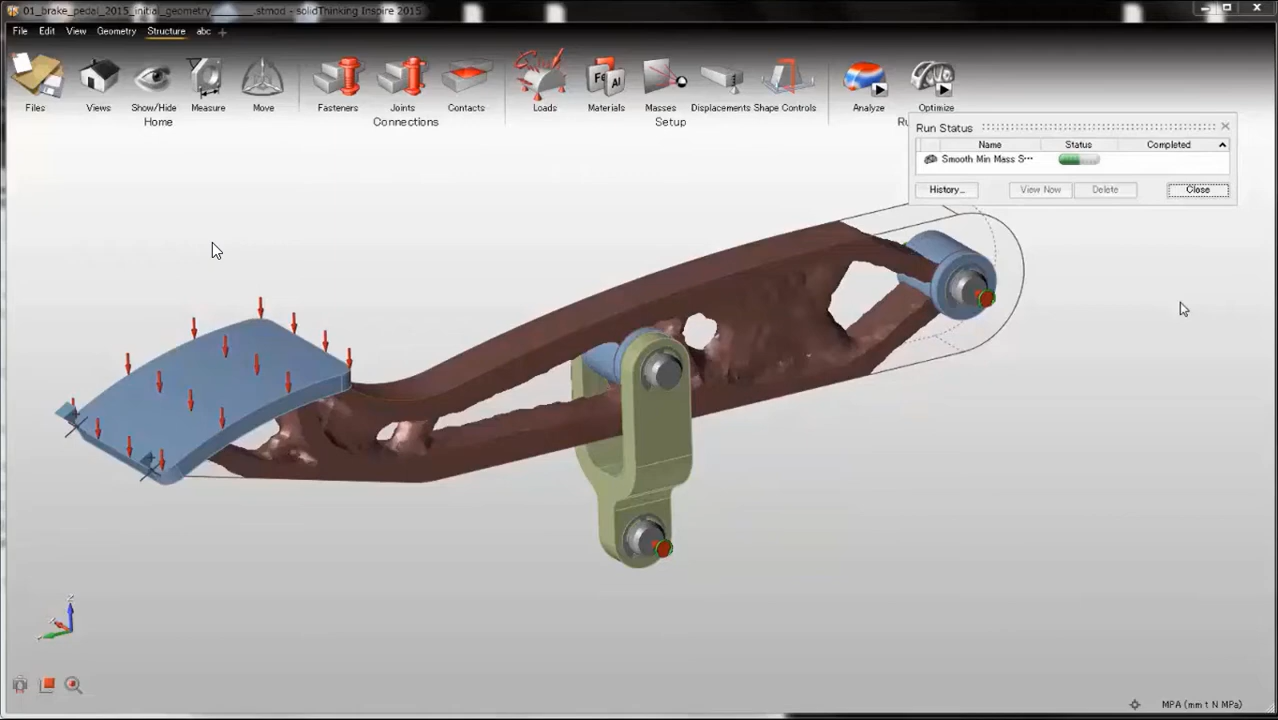 01_brake_pedal_2015_initial_geometry_______.stmod - solidThinking Inspire 2015
File Edit View Geometry Structure abc
Files Views Show/Hide Measure Move Fasteners Joints Contacts Loads Materials Masses Displacements Shape Controls Analyze Optimize
Home Connections Setup
Run Status
Name Status Completed
Smooth Min Mass S···
History... View Now Delete Close
Z
MPA (mm t N MPa)